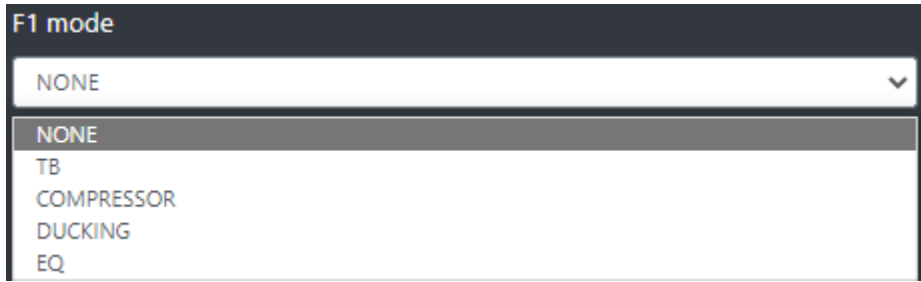 F1 mode
NONE
NONE
TB
COMPRESSOR
DUCKING
EQ